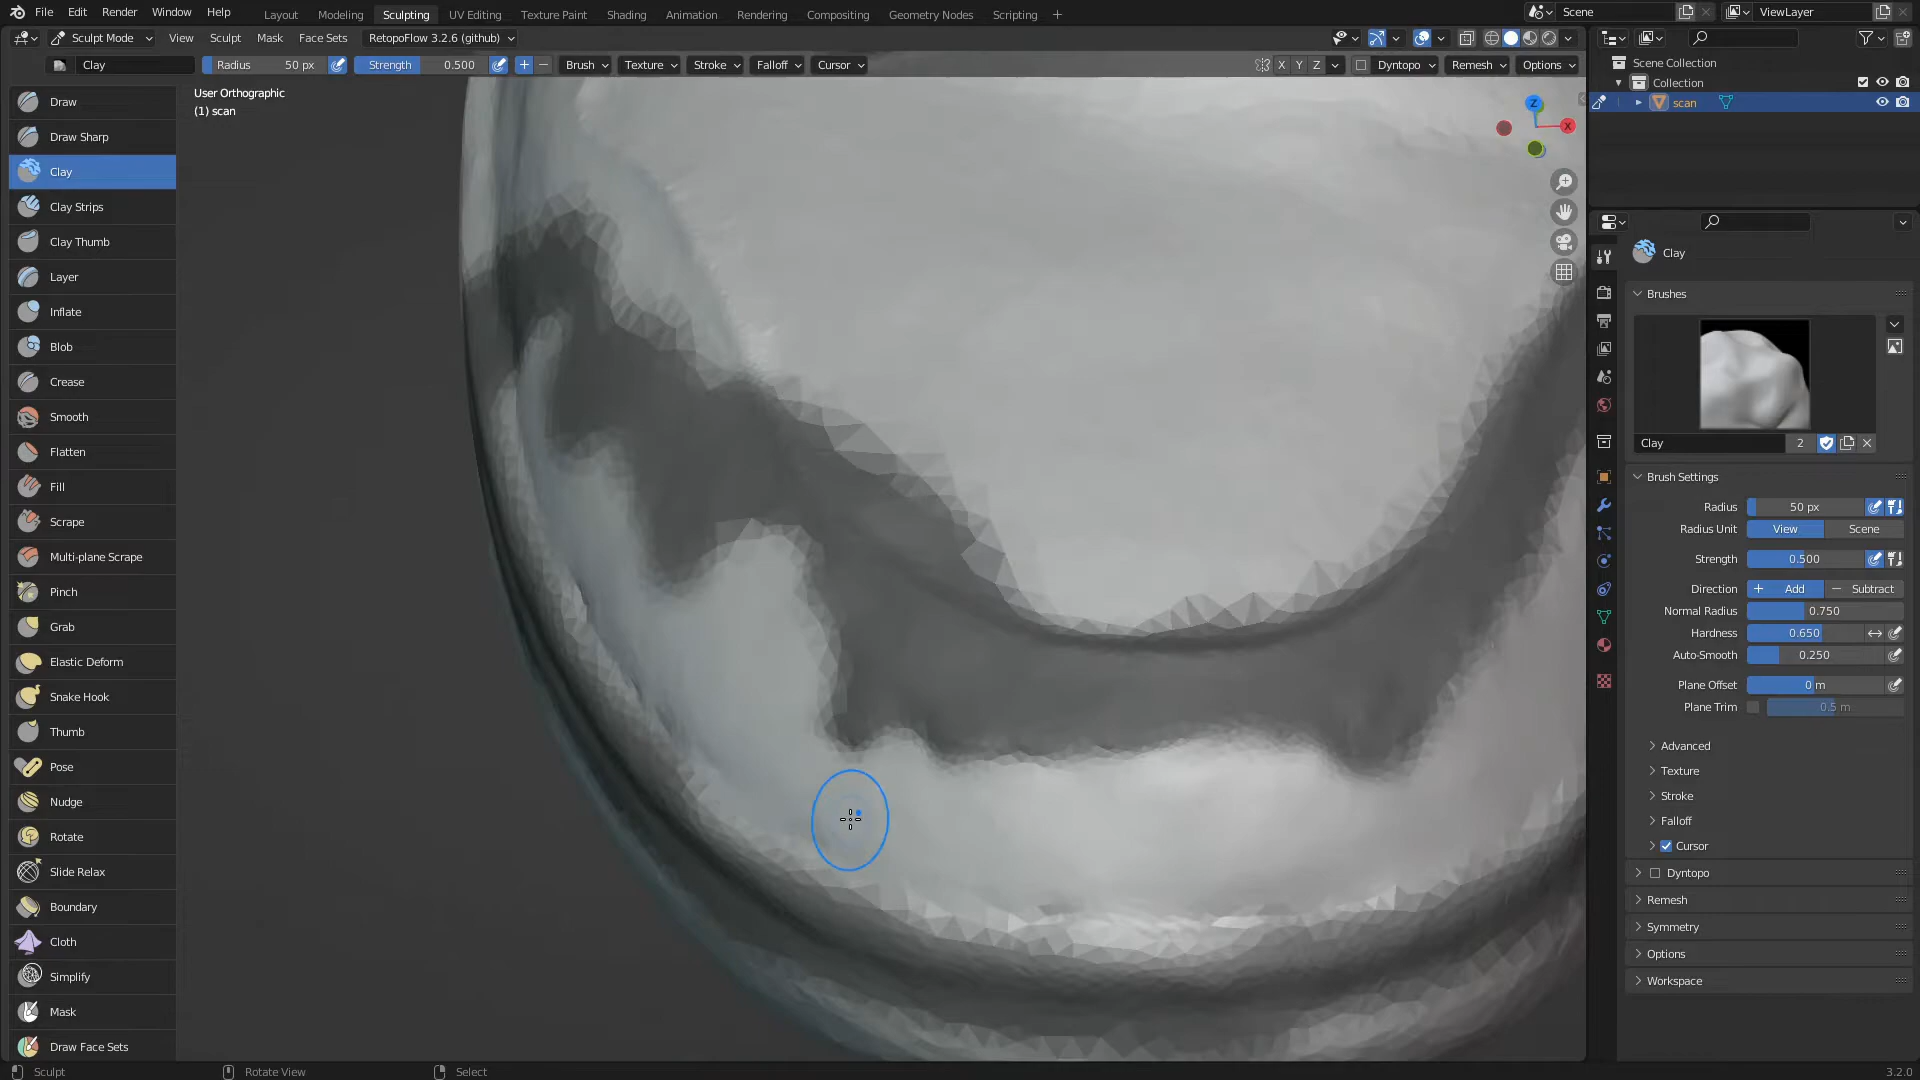 File Edit Render Window Help Layout Modeling Sculpting UV Editing Texture Paint Shading Animation Rendering Compositing Geometry Nodes Scripting + Scene ViewLayer
Sculpt Mode View Sculpt Mask Face Sets RetopoFlow 3.2.6 (github)
Clay Radius 50 px Strength 0.500 + − Brush Texture Stroke Falloff Cursor X Y Z Dyntopo Remesh Options
User Orthographic
(1) scan
Z
X
Draw
Draw Sharp
Clay
Clay Strips
Clay Thumb
Layer
Inflate
Blob
Crease
Smooth
Flatten
Fill
Scrape
Multi-plane Scrape
Pinch
Grab
Elastic Deform
Snake Hook
Thumb
Pose
Nudge
Rotate
Slide Relax
Boundary
Cloth
Simplify
Mask
Draw Face Sets
Scene Collection
Collection
scan
Clay
Brushes
Clay 2
Brush Settings
Radius 50 px
Radius Unit View Scene
Strength 0.500
Direction + Add − Subtract
Normal Radius 0.750
Hardness 0.650
Auto-Smooth 0.250
Plane Offset 0 m
Plane Trim 0.5 m
Advanced
Texture
Stroke
Falloff
Cursor
Dyntopo
Remesh
Symmetry
Options
Workspace
Sculpt Rotate View Select 3.2.0